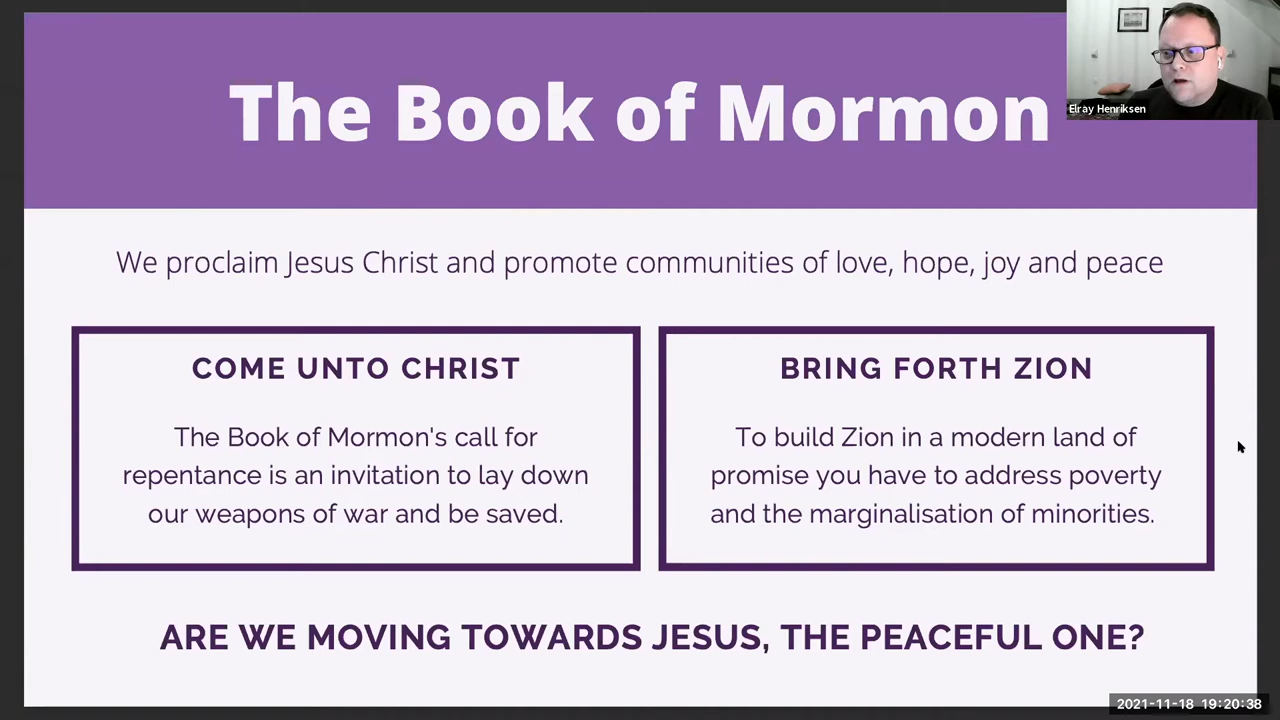 The Book of Mormon
Elray Henriksen
We proclaim Jesus Christ and promote communities of love, hope, joy and peace
COME UNTO CHRIST
The Book of Mormon's call for
repentance is an invitation to lay down
our weapons of war and be saved.
BRING FORTH ZION
To build Zion in a modern land of
promise you have to address poverty
and the marginalisation of minorities.
ARE WE MOVING TOWARDS JESUS, THE PEACEFUL ONE?
2021-11-18 19:20:38